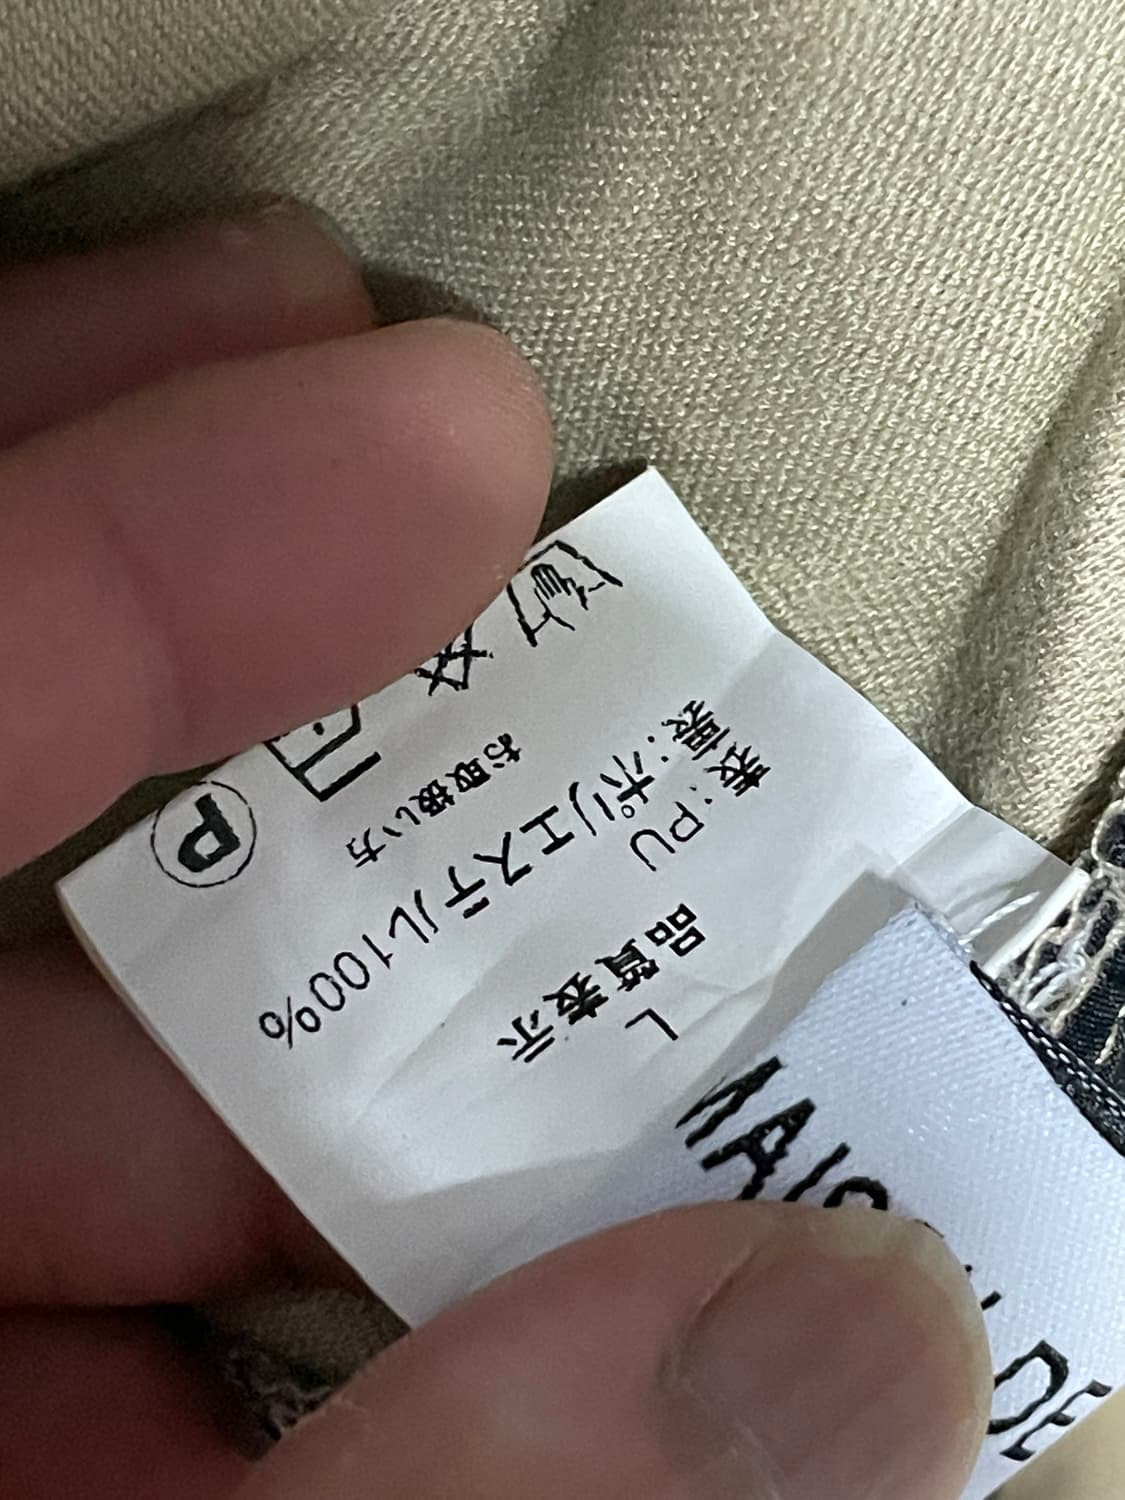 L
品質表示
表:PU
裏:ポリエステル100%
お取扱い方
P
DE